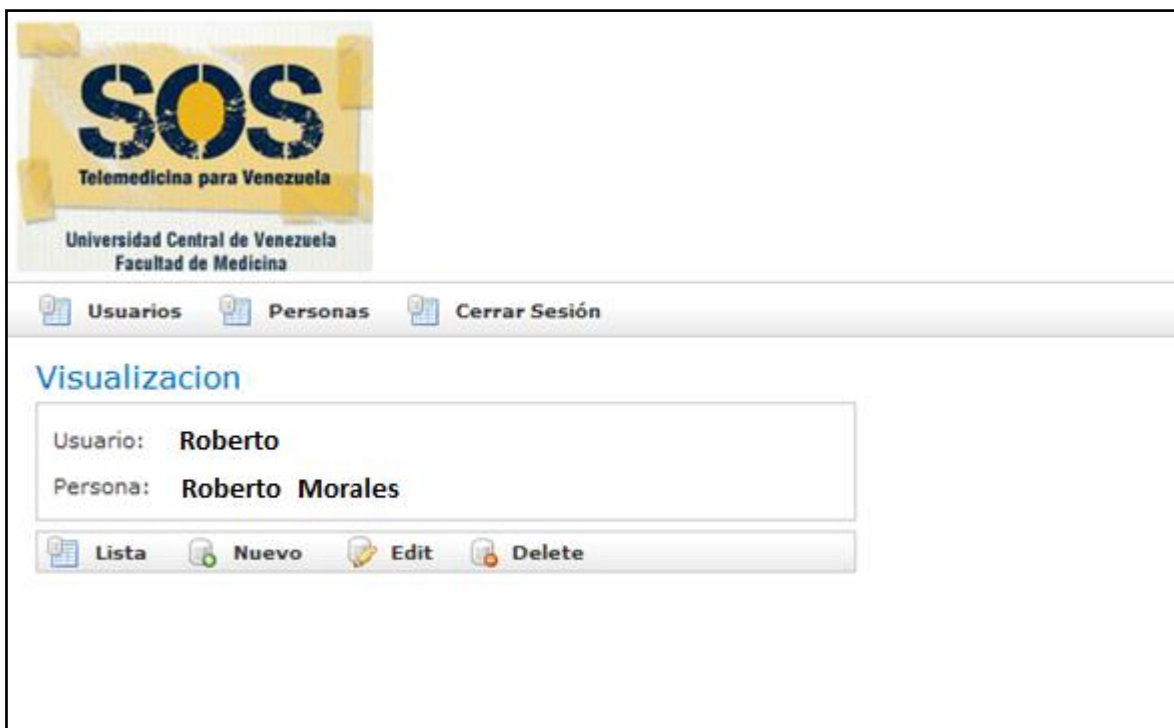 SOS
Telemedicina para Venezuela
Universidad Central de Venezuela
Facultad de Medicina
Usuarios Personas Cerrar Sesión
Visualizacion
Usuario: Roberto
Persona: Roberto Morales
Lista Nuevo Edit Delete